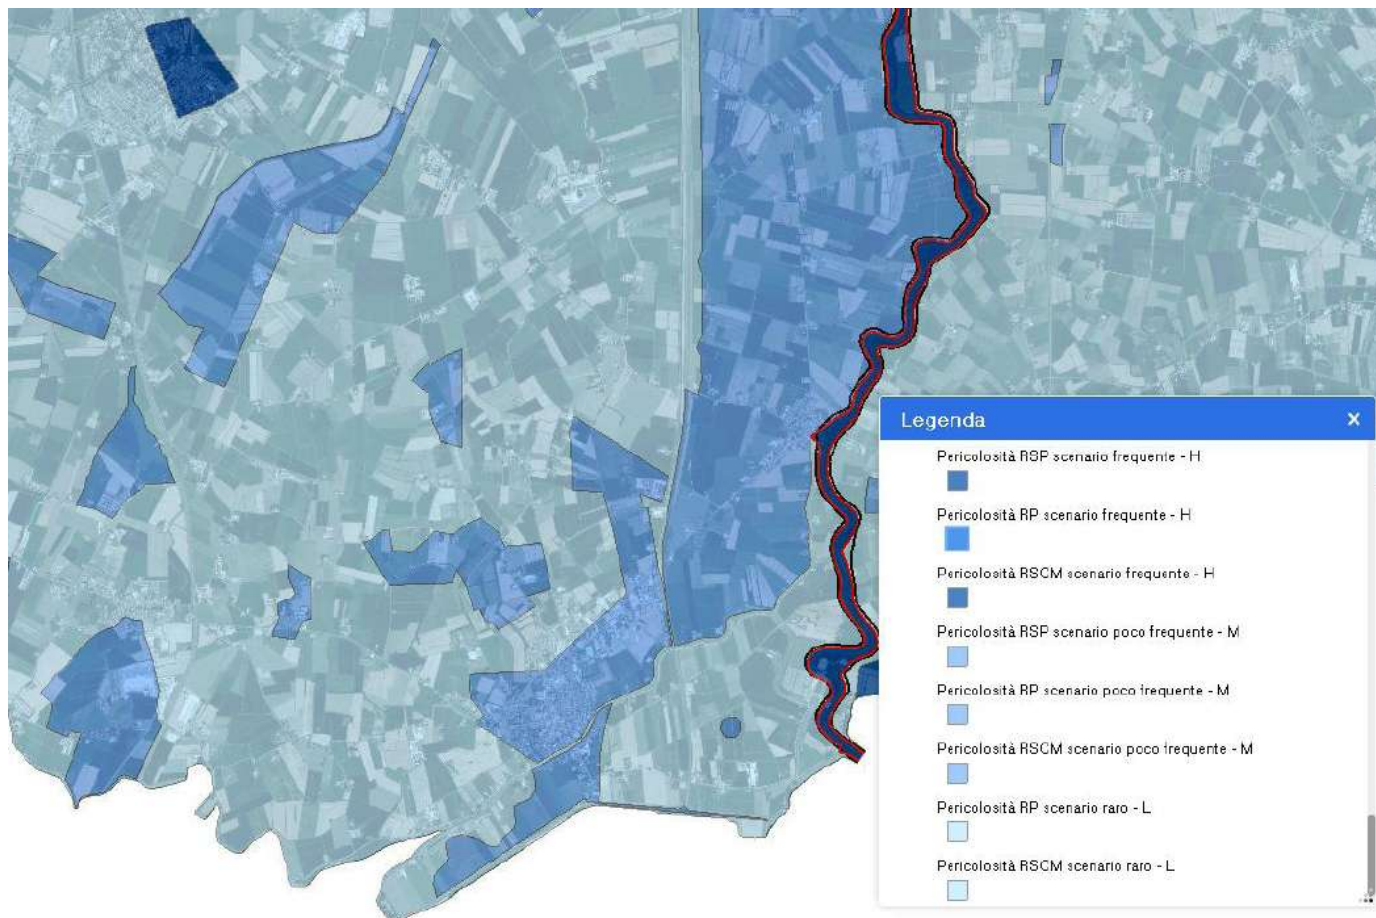 Legenda
Pericolosità RSP scenario frequente - H
Pericolosità RP scenario frequente - H
Pericolosità RSCM scenario frequente - H
Pericolosità RSP scenario poco frequente - M
Pericolosità RP scenario poco frequente - M
Pericolosità RSCM scenario poco frequente - M
Pericolosità RP scenario raro - L
Pericolosità RSCM scenario raro - L